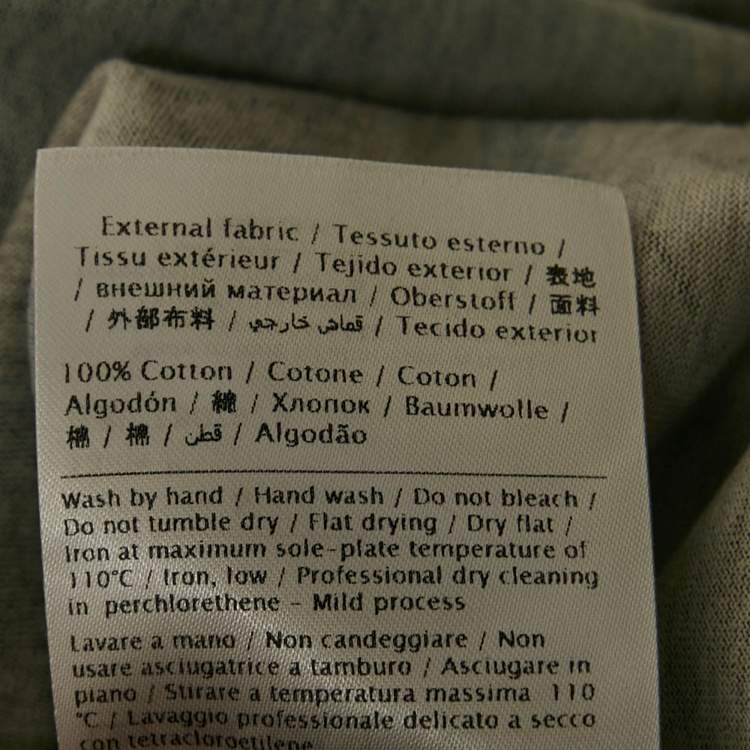 External fabric / Tessuto esterno /
Tissu extérieur / Tejido exterior / 表地
/ внешний материал / Oberstoff / 面料
/ 外部布料 / قماش خارجي / Tecido exterior
100% Cotton / Cotone / Coton /
Algodón / 綿 / Хлопок / Baumwolle /
棉 / 棉 / قطن / Algodão
Wash by hand / Hand wash / Do not bleach /
Do not tumble dry / Flat drying / Dry flat /
Iron at maximum sole-plate temperature of
110°C / Iron, low / Professional dry cleaning
in perchlorethene - Mild process
Lavare a mano / Non candeggiare / Non
usare asciugatrice a tamburo / Asciugare in
piano / Stirare a temperatura massima 110
°C / Lavaggio professionale delicato a secco
con tetracloroetilene